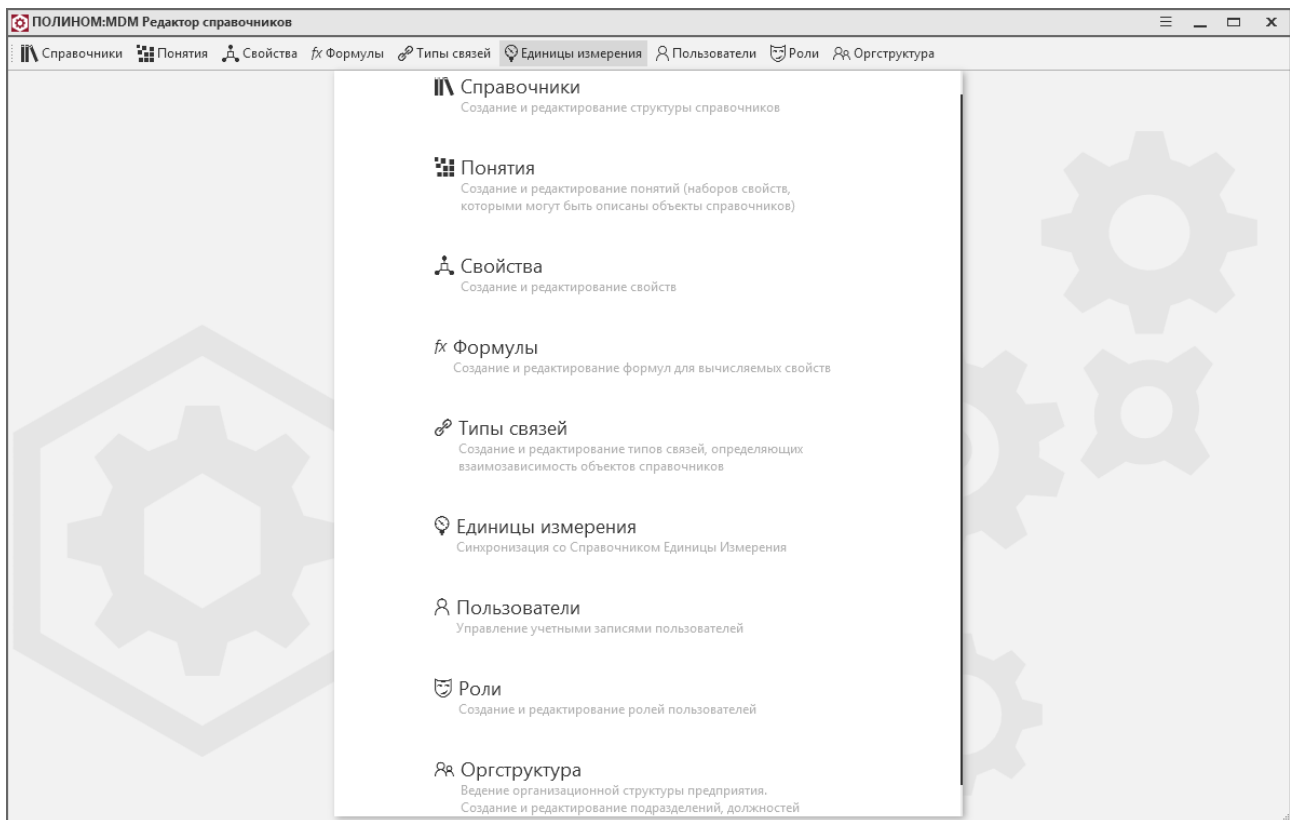 ПОЛИНОМ:MDM Редактор справочников
Справочники Понятия Свойства fx Формулы Типы связей Единицы измерения Пользователи Роли Оргструктура
Справочники
Создание и редактирование структуры справочников
Понятия
Создание и редактирование понятий (наборов свойств,
которыми могут быть описаны объекты справочников)
Свойства
Создание и редактирование свойств
fx Формулы
Создание и редактирование формул для вычисляемых свойств
Типы связей
Создание и редактирование типов связей, определяющих
взаимозависимость объектов справочников
Единицы измерения
Синхронизация со Справочником Единицы Измерения
Пользователи
Управление учетными записями пользователей
Роли
Создание и редактирование ролей пользователей
Оргструктура
Ведение организационной структуры предприятия.
Создание и редактирование подразделений, должностей